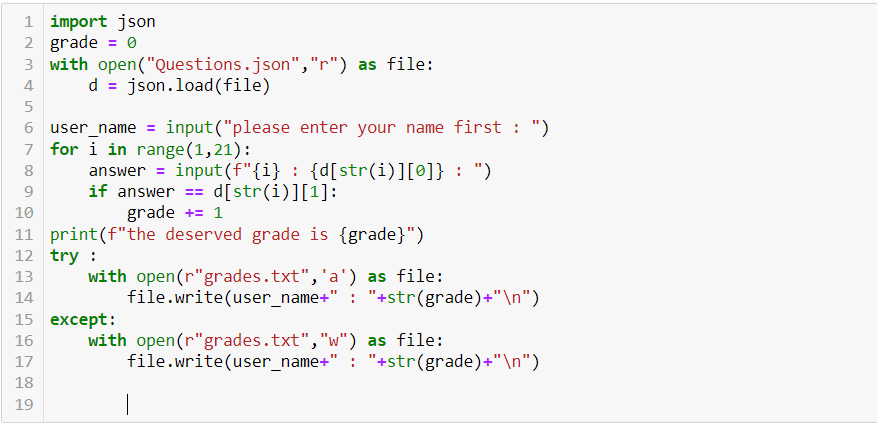 1 import json
2 grade = 0
3 with open("Questions.json","r") as file:
4     d = json.load(file)
5
6 user_name = input("please enter your name first : ")
7 for i in range(1,21):
8     answer = input(f"{i} : {d[str(i)][0]} : ")
9     if answer == d[str(i)][1]:
10         grade += 1
11 print(f"the deserved grade is {grade}")
12 try :
13     with open(r"grades.txt",'a') as file:
14         file.write(user_name+" : "+str(grade)+"\n")
15 except:
16     with open(r"grades.txt","w") as file:
17         file.write(user_name+" : "+str(grade)+"\n")
18
19